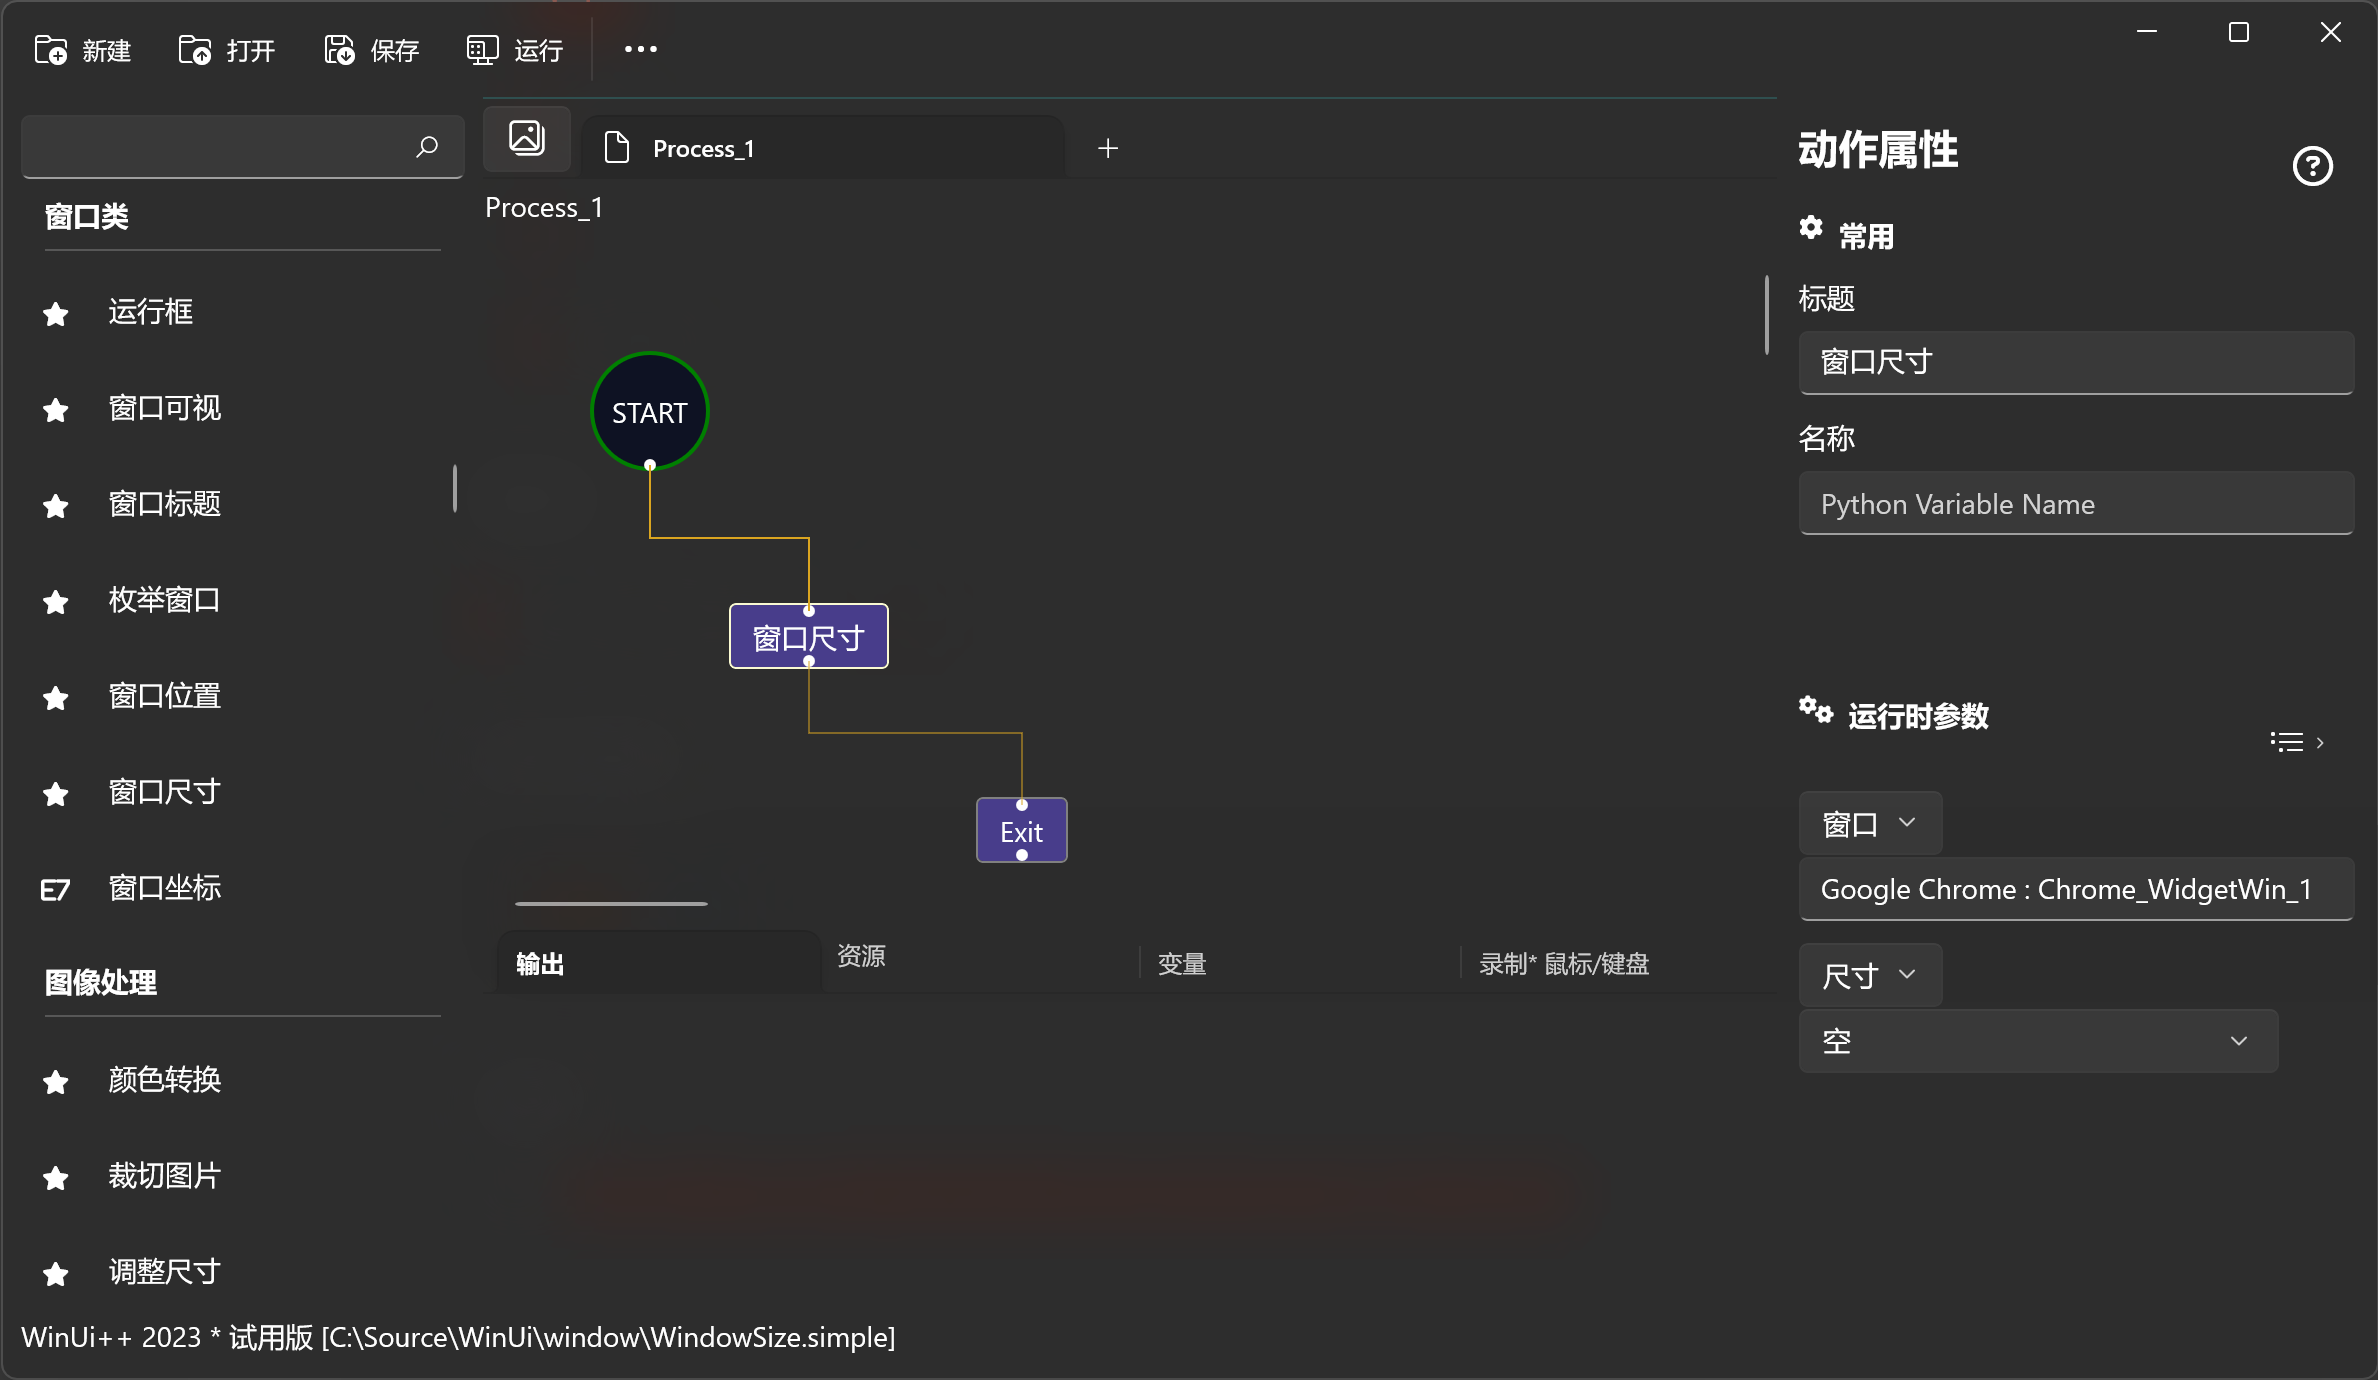 新建 打开 保存 运行
Process_1
Process_1
窗口类
运行框
窗口可视
窗口标题
枚举窗口
窗口位置
窗口尺寸
E7 窗口坐标
图像处理
颜色转换
裁切图片
调整尺寸
START
窗口尺寸
Exit
输出 资源 变量 录制* 鼠标/键盘
动作属性
常用
标题
窗口尺寸
名称
Python Variable Name
运行时参数
窗口
Google Chrome : Chrome_WidgetWin_1
尺寸
空
WinUi++ 2023 * 试用版 [C:\Source\WinUi\window\WindowSize.simple]